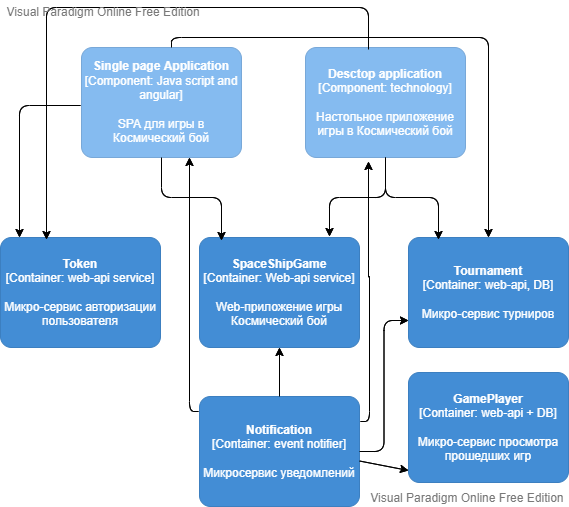 Visual Paradigm Online Free Edition
Single page Application
[Component: Java script and
angular]
SPA для игры в
Космический бой
Desctop application
[Component: technology]
Настольное приложение
игры в Космический бой
Token
[Container: web-api service]
Микро-сервис авторизации
пользователя
SpaceShipGame
[Container: Web-api service]
Web-приложение игры
Космический бой
Tournament
[Container: web-api, DB]
Микро-сервис турниров
Notification
[Container: event notifier]
Микросервис уведомлений
GamePlayer
[Container: web-api + DB]
Микро-сервис просмотра
прошедших игр
Visual Paradigm Online Free Edition